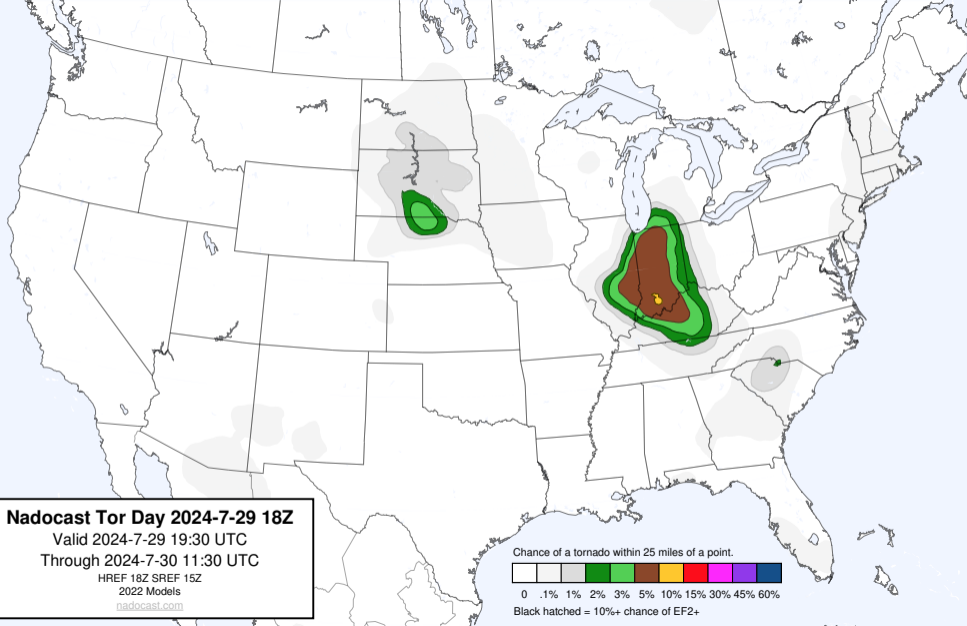 Nadocast Tor Day 2024-7-29 18Z
Valid 2024-7-29 19:30 UTC
Through 2024-7-30 11:30 UTC
HREF 18Z SREF 15Z
2022 Models
nadocast.com
Chance of a tornado within 25 miles of a point.
0 .1% 1% 2% 3% 5% 10% 15% 30% 45% 60%
Black hatched = 10%+ chance of EF2+